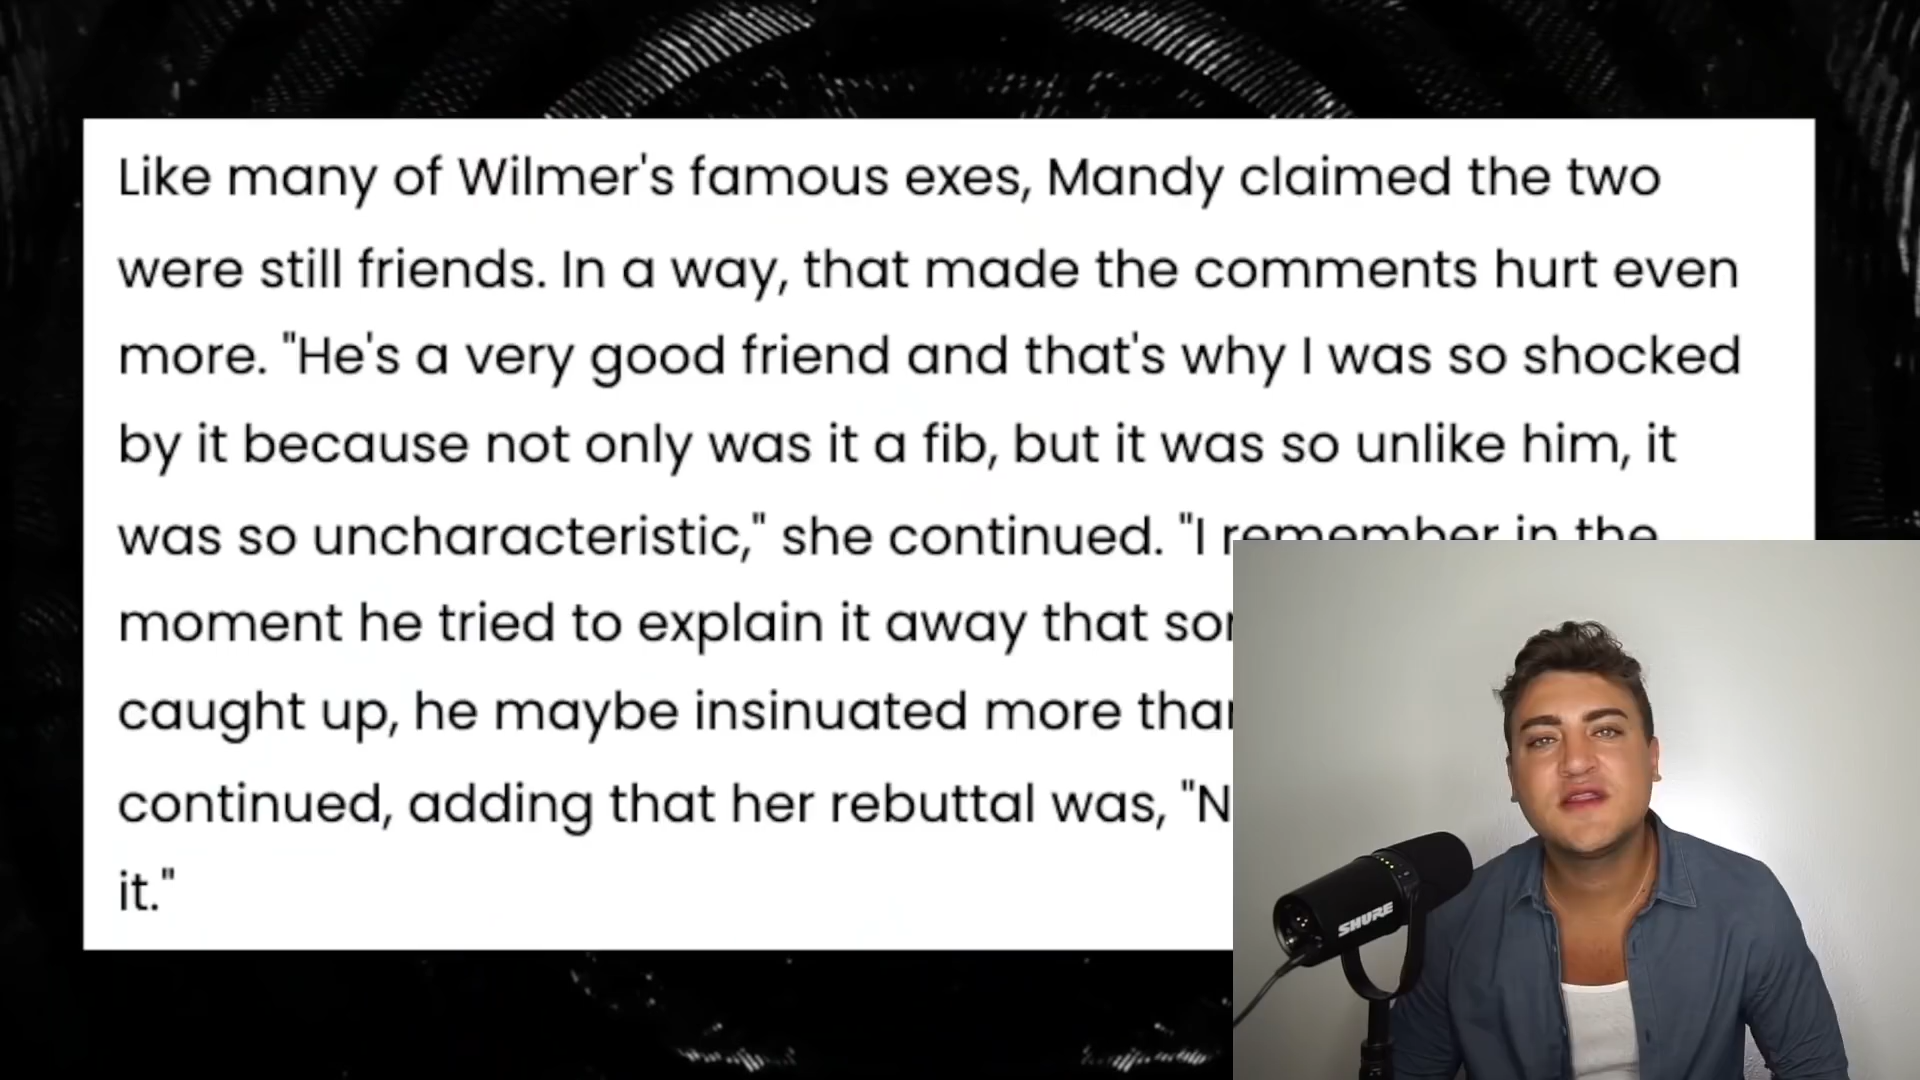 Like many of Wilmer's famous exes, Mandy claimed the two
were still friends. In a way, that made the comments hurt even
more. "He's a very good friend and that's why I was so shocked
by it because not only was it a fib, but it was so unlike him, it
was so uncharacteristic," she continued. "I remember in the
moment he tried to explain it away that
caught up, he maybe insinuated more
continued, adding that her rebuttal was,
it."
SHURE